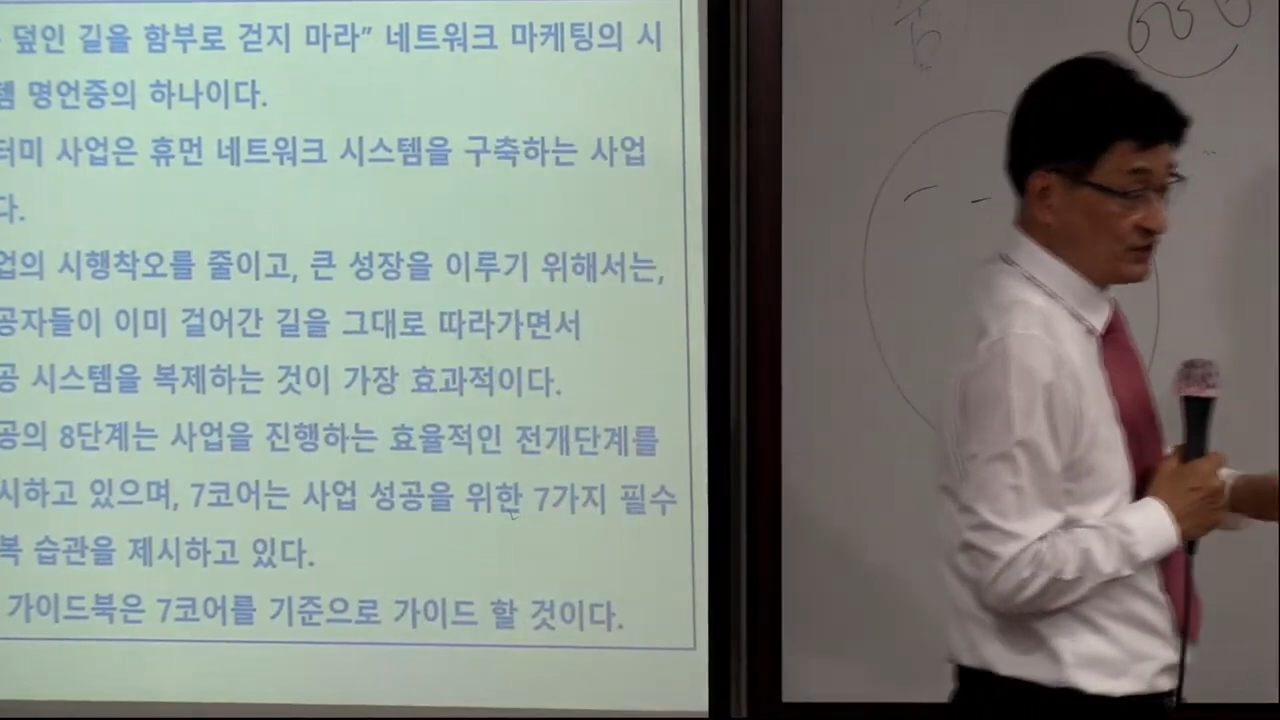 덮인 길을 함부로 걷지 마라” 네트워크 마케팅의 시
템 명언중의 하나이다.
터미 사업은 휴먼 네트워크 시스템을 구축하는 사업
다.
업의 시행착오를 줄이고, 큰 성장을 이루기 위해서는,
공자들이 이미 걸어간 길을 그대로 따라가면서
공 시스템을 복제하는 것이 가장 효과적이다.
공의 8단계는 사업을 진행하는 효율적인 전개단계를
시하고 있으며, 7코어는 사업 성공을 위한 7가지 필수
복 습관을 제시하고 있다.
가이드북은 7코어를 기준으로 가이드 할 것이다.